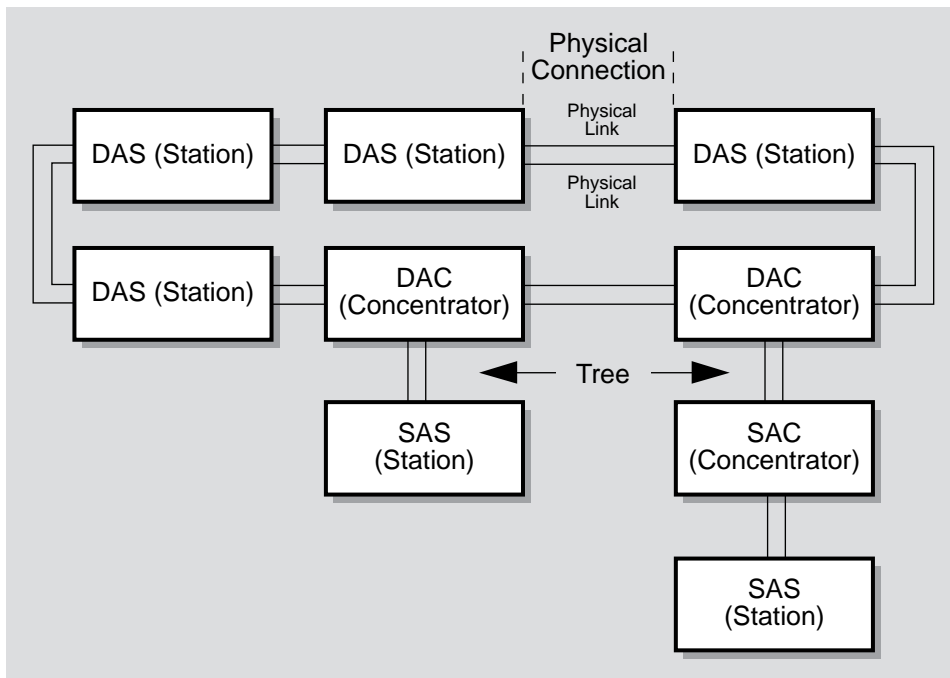 Physical
Connection
Physical
Link
DAS (Station)
DAS (Station)
DAS (Station)
Physical
Link
DAS (Station)
DAC
(Concentrator)
DAC
(Concentrator)
Tree
SAS
(Station)
SAC
(Concentrator)
SAS
(Station)